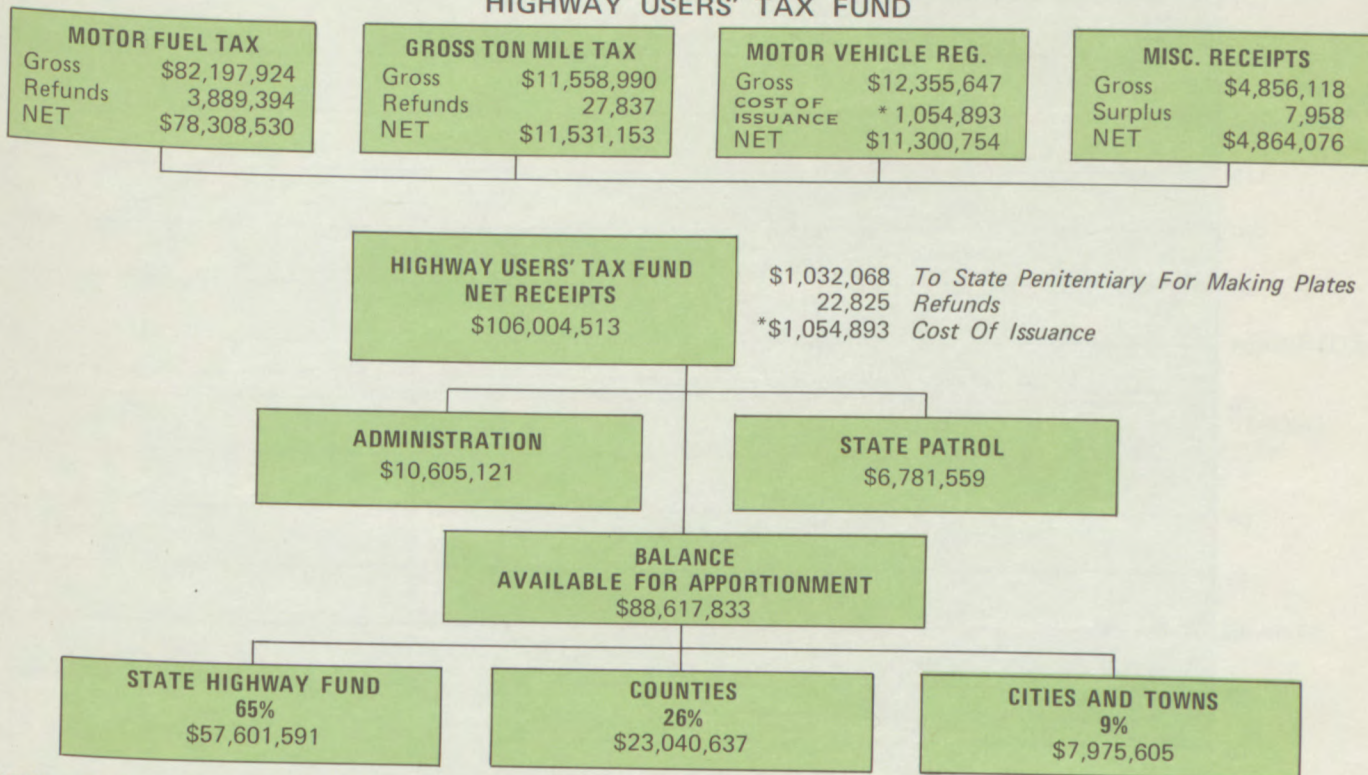 HIGHWAY USERS' TAX FUND
MOTOR FUEL TAX
Gross $82,197,924
Refunds 3,889,394
NET $78,308,530
GROSS TON MILE TAX
Gross $11,558,990
Refunds 27,837
NET $11,531,153
MOTOR VEHICLE REG.
Gross $12,355,647
COST OF
ISSUANCE * 1,054,893
NET $11,300,754
MISC. RECEIPTS
Gross $4,856,118
Surplus 7,958
NET $4,864,076
HIGHWAY USERS' TAX FUND
NET RECEIPTS
$106,004,513
$1,032,068 To State Penitentiary For Making Plates
22,825 Refunds
*$1,054,893 Cost Of Issuance
ADMINISTRATION
$10,605,121
STATE PATROL
$6,781,559
BALANCE
AVAILABLE FOR APPORTIONMENT
$88,617,833
STATE HIGHWAY FUND
65%
$57,601,591
COUNTIES
26%
$23,040,637
CITIES AND TOWNS
9%
$7,975,605